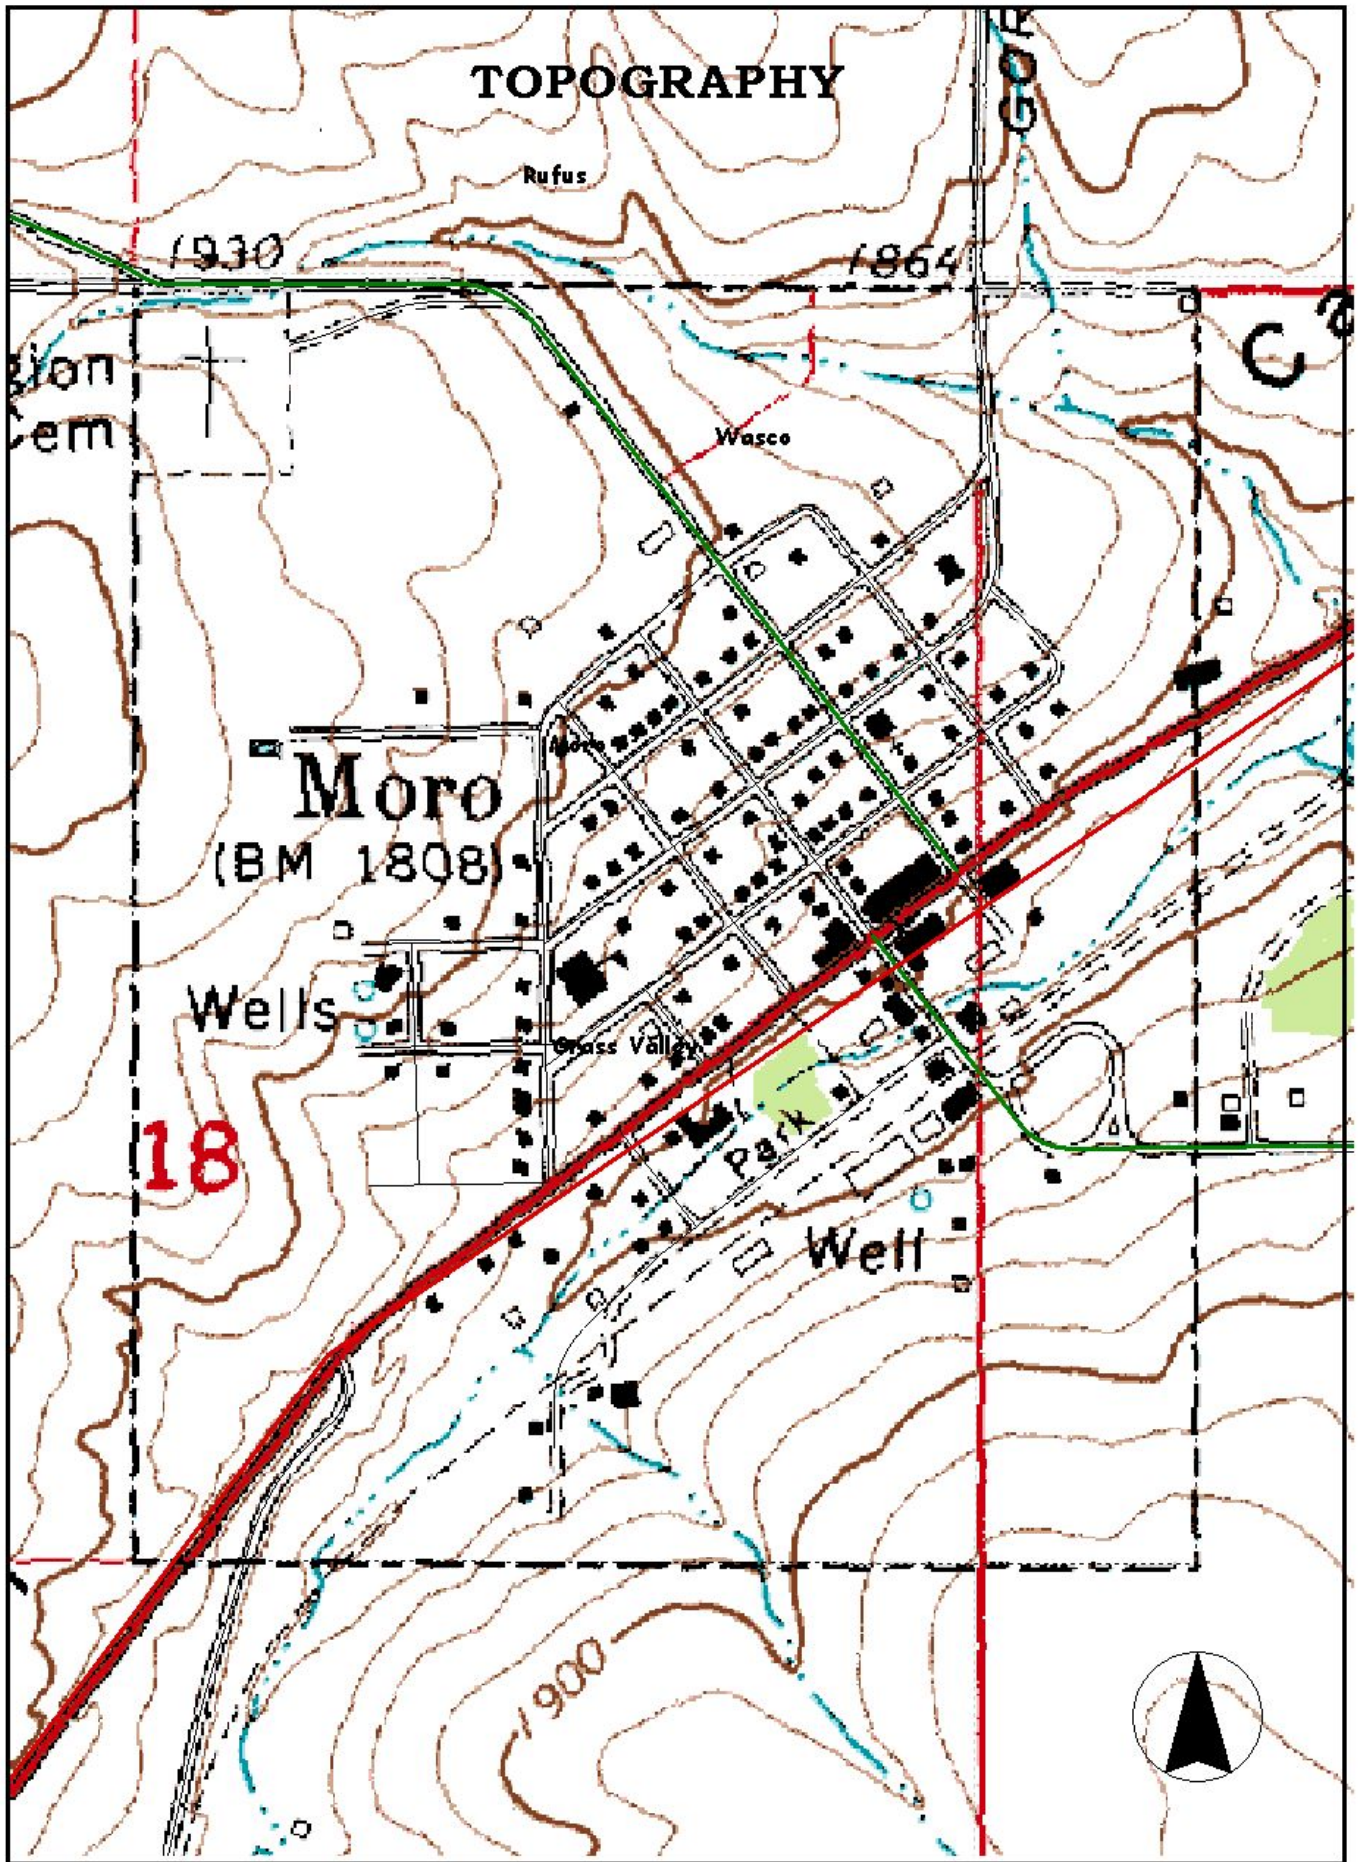 TOPOGRAPHY
GOR
Rufus
1930
1864
Ca
gion
Cem
Wasco
Moro
Moro
(BM 1808)
Wells
Grass Valley
18
Park
Well
1900